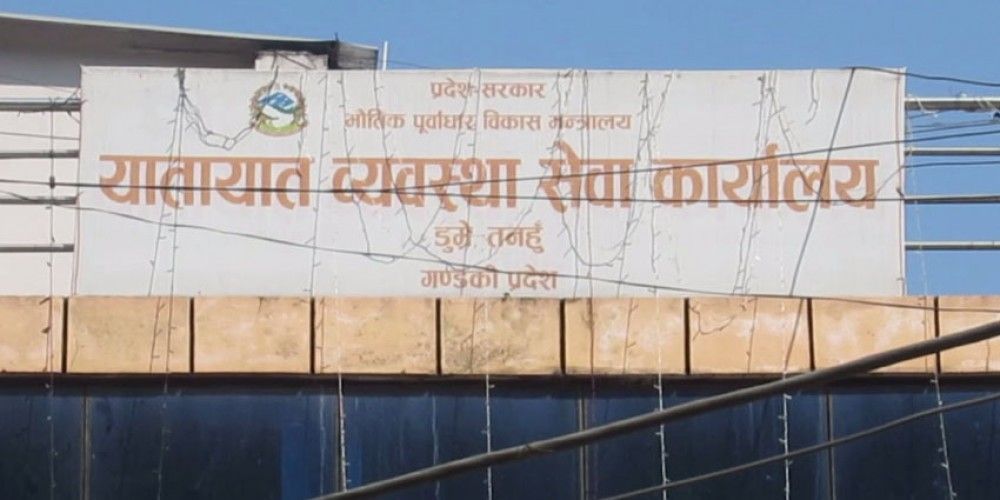 प्रदेश सरकार
भौतिक पूर्वाधार विकास मन्त्रालय
यातायात व्यवस्था सेवा कार्यालय
डुम्रे तनहुँ
गण्डकी प्रदेश